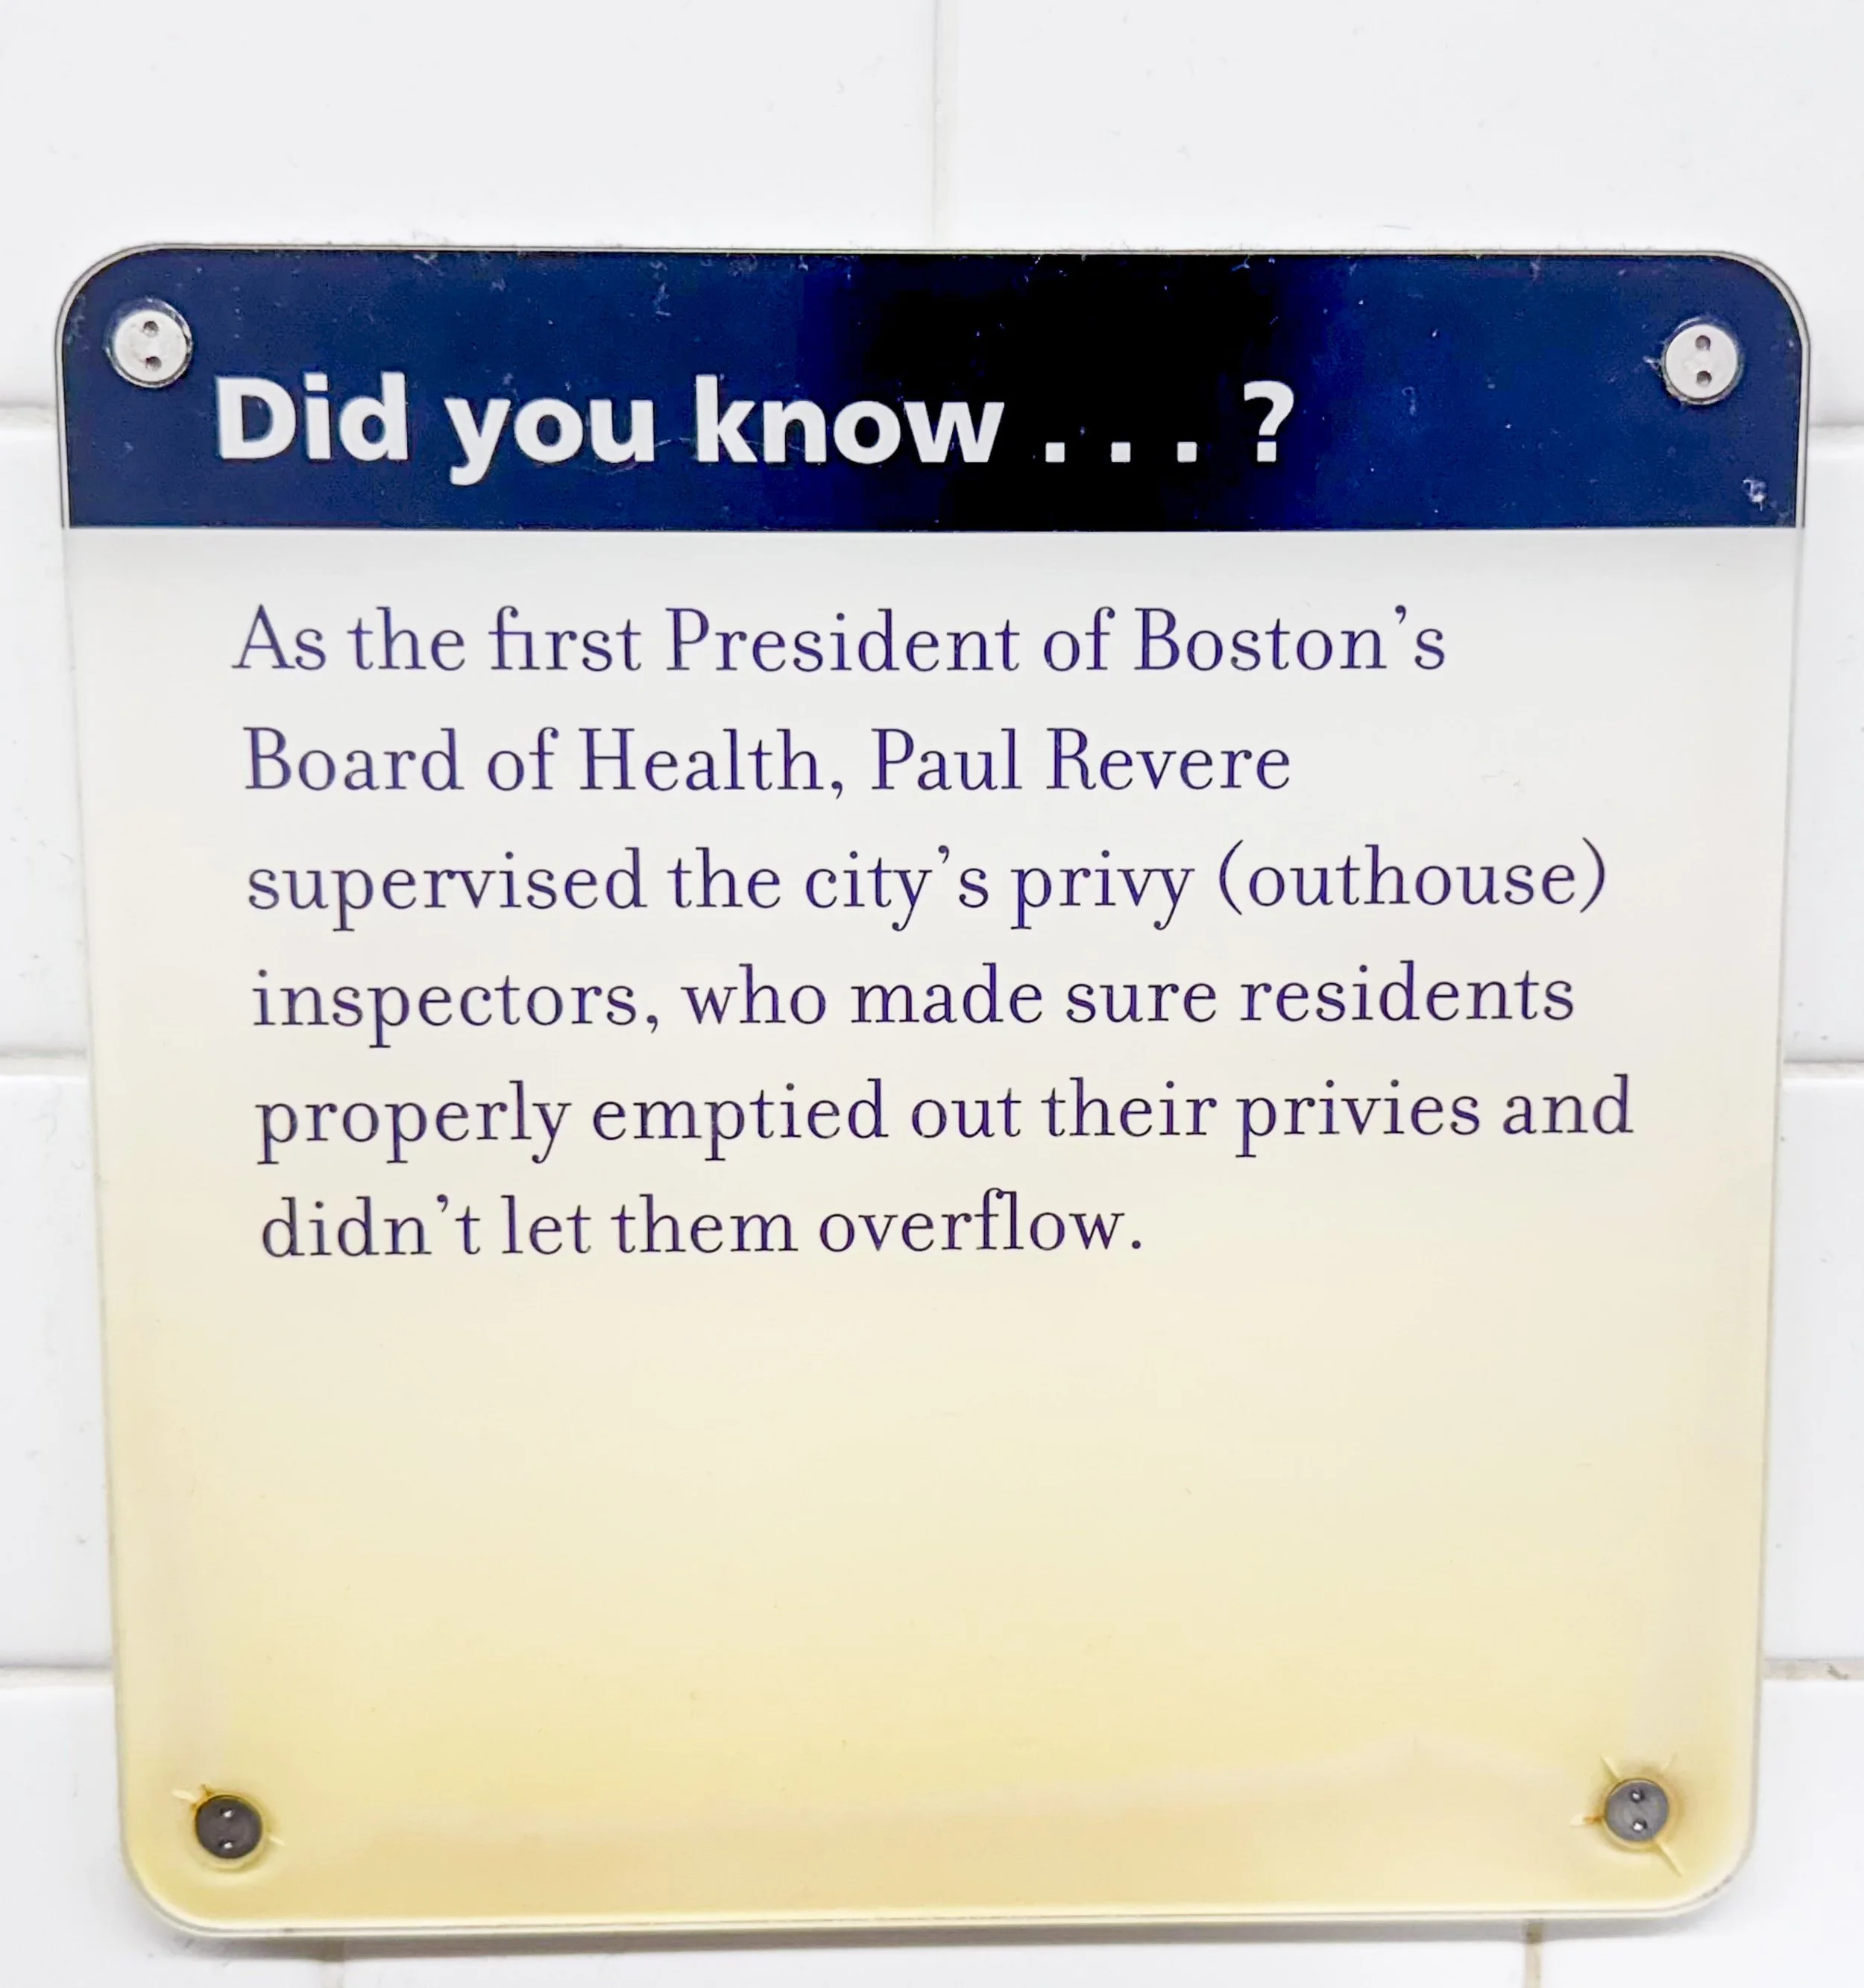 Did you know . . . ?
As the first President of Boston’s
Board of Health, Paul Revere
supervised the city’s privy (outhouse)
inspectors, who made sure residents
properly emptied out their privies and
didn’t let them overflow.